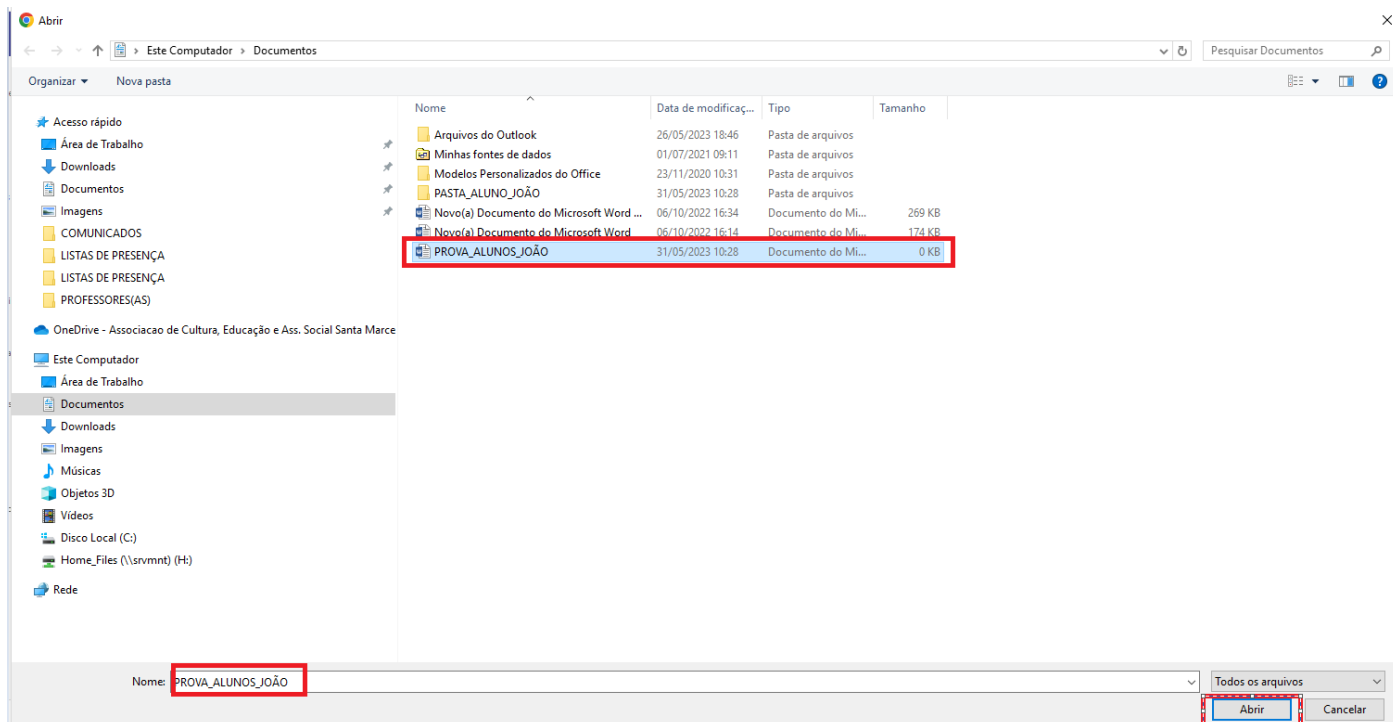 Abrir
Este Computador > Documentos
Pesquisar Documentos
Organizar
Nova pasta
Acesso rápido
Área de Trabalho
Downloads
Documentos
Imagens
COMUNICADOS
LISTAS DE PRESENÇA
LISTAS DE PRESENÇA
PROFESSORES(AS)
OneDrive - Associacao de Cultura, Educação e Ass. Social Santa Marce
Este Computador
Área de Trabalho
Documentos
Downloads
Imagens
Músicas
Objetos 3D
Vídeos
Disco Local (C:)
Home_Files (\\srvmnt) (H:)
Rede
Nome Data de modificaç... Tipo Tamanho
Arquivos do Outlook 26/05/2023 18:46 Pasta de arquivos
Minhas fontes de dados 01/07/2021 09:11 Pasta de arquivos
Modelos Personalizados do Office 23/11/2020 10:31 Pasta de arquivos
PASTA_ALUNO_JOÃO 31/05/2023 10:28 Pasta de arquivos
Novo(a) Documento do Microsoft Word ... 06/10/2022 16:34 Documento do Mi... 269 KB
Novo(a) Documento do Microsoft Word 06/10/2022 16:14 Documento do Mi... 174 KB
PROVA_ALUNOS_JOÃO 31/05/2023 10:28 Documento do Mi... 0 KB
Nome: PROVA_ALUNOS_JOÃO
Todos os arquivos
Abrir
Cancelar